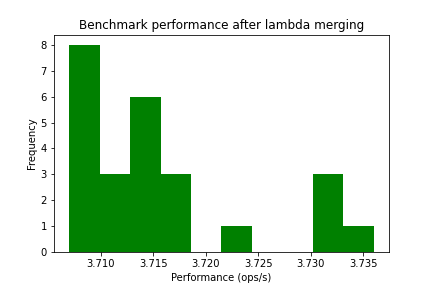 Benchmark performance after lambda merging
8
7
6
5
4
3
2
1
0
Frequency
3.710 3.715 3.720 3.725 3.730 3.735
Performance (ops/s)